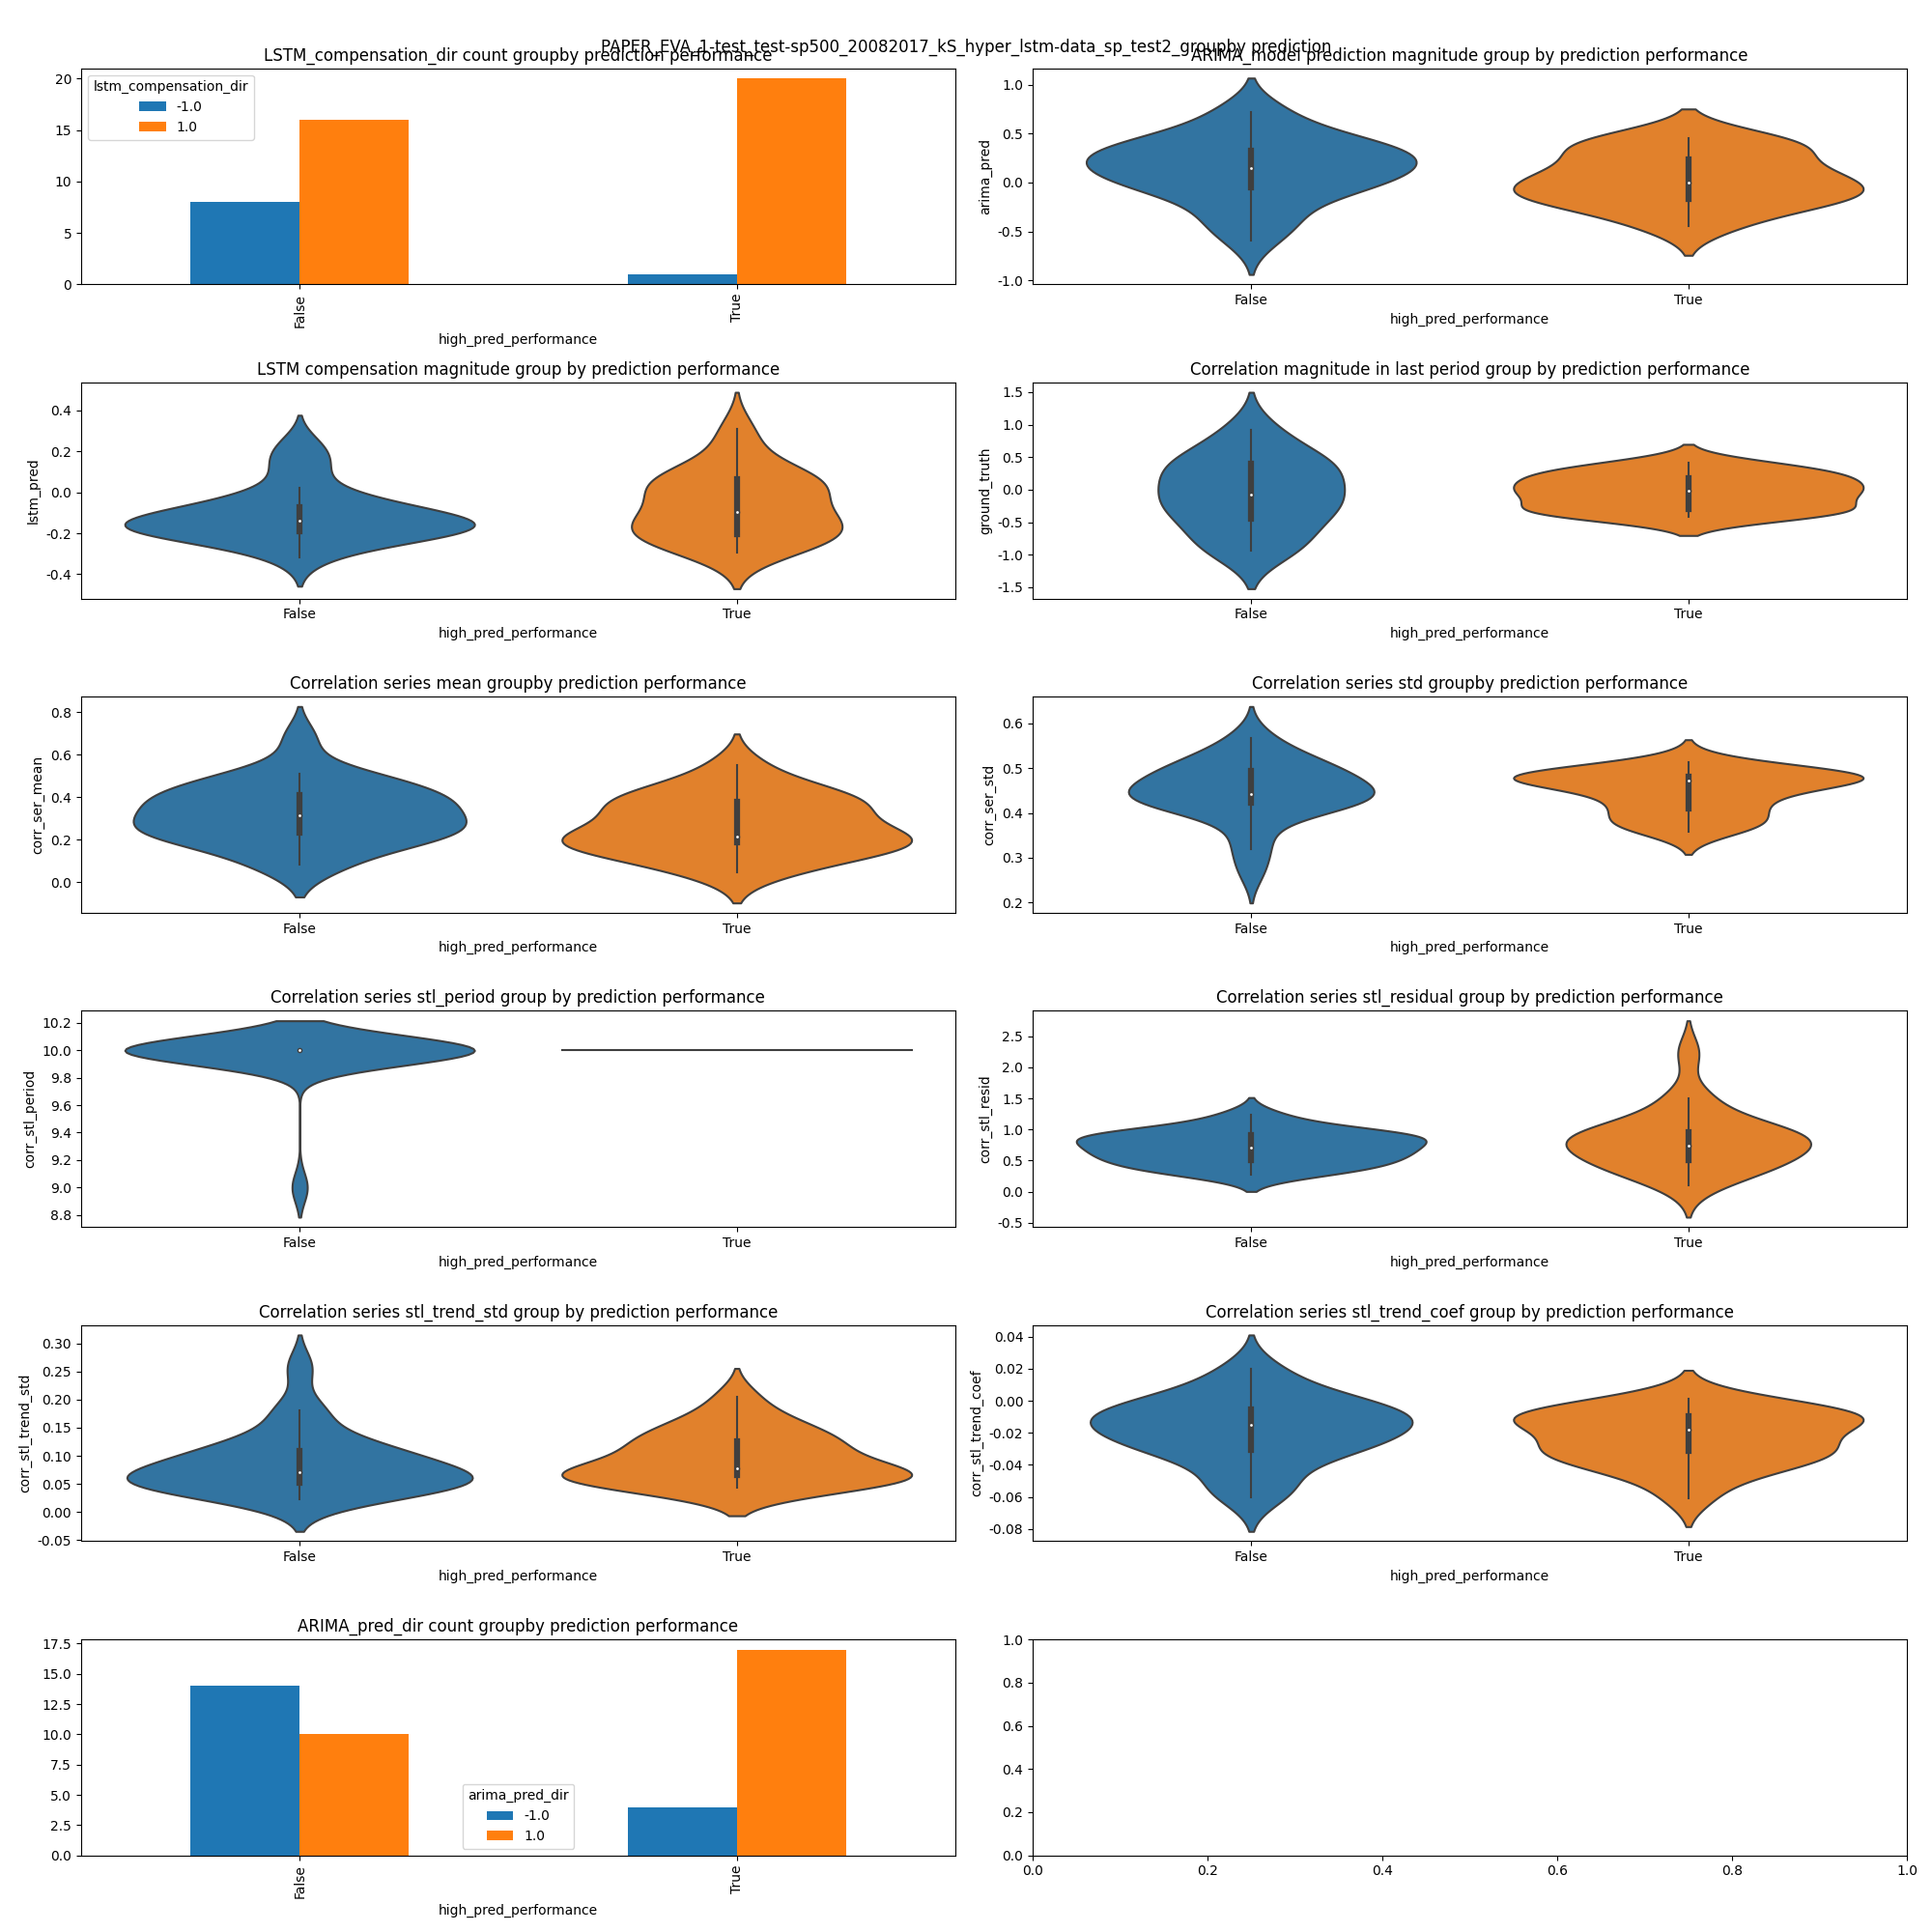 PAPER_EVA_1-test_test-sp500_20082017_kS_hyper_lstm-data_sp_test2_groupby prediction
LSTM_compensation_dir count groupby prediction performance
20
15
10
5
0
lstm_compensation_dir
-1.0
1.0
False
True
high_pred_performance
ARIMA_model prediction magnitude group by prediction performance
arima_pred
1.0
0.5
0.0
-0.5
-1.0
False
True
high_pred_performance
LSTM compensation magnitude group by prediction performance
lstm_pred
0.4
0.2
0.0
-0.2
-0.4
False
True
high_pred_performance
Correlation magnitude in last period group by prediction performance
ground_truth
1.5
1.0
0.5
0.0
-0.5
-1.0
-1.5
False
True
high_pred_performance
Correlation series mean groupby prediction performance
corr_ser_mean
0.8
0.6
0.4
0.2
0.0
False
True
high_pred_performance
Correlation series std groupby prediction performance
corr_ser_std
0.6
0.5
0.4
0.3
0.2
False
True
high_pred_performance
Correlation series stl_period group by prediction performance
corr_stl_period
10.2
10.0
9.8
9.6
9.4
9.2
9.0
8.8
False
True
high_pred_performance
Correlation series stl_residual group by prediction performance
corr_stl_resid
2.5
2.0
1.5
1.0
0.5
0.0
-0.5
False
True
high_pred_performance
Correlation series stl_trend_std group by prediction performance
corr_stl_trend_std
0.30
0.25
0.20
0.15
0.10
0.05
0.00
-0.05
False
True
high_pred_performance
Correlation series stl_trend_coef group by prediction performance
corr_stl_trend_coef
0.04
0.02
0.00
-0.02
-0.04
-0.06
-0.08
False
True
high_pred_performance
ARIMA_pred_dir count groupby prediction performance
17.5
15.0
12.5
10.0
7.5
5.0
2.5
0.0
arima_pred_dir
-1.0
1.0
False
True
high_pred_performance
1.0
0.8
0.6
0.4
0.2
0.0
0.0
0.2
0.4
0.6
0.8
1.0